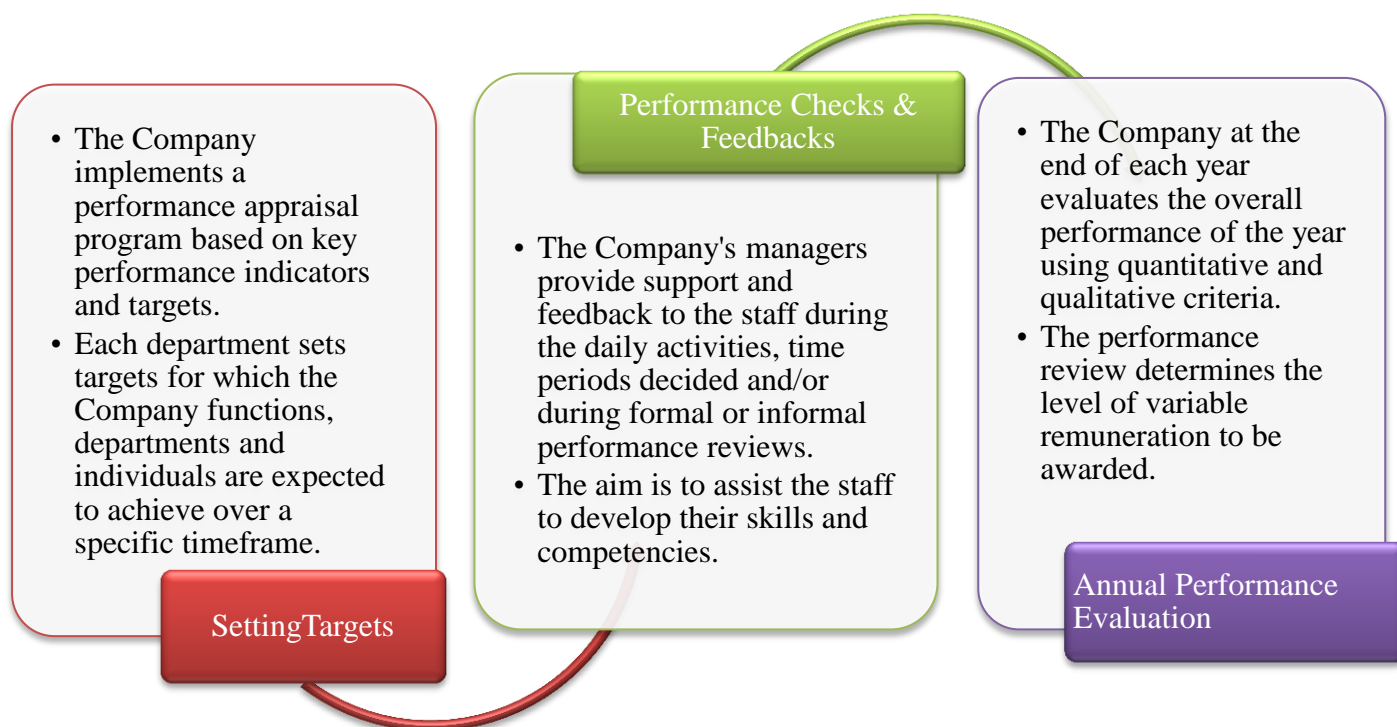 • The Company
implements a
performance appraisal
program based on key
performance indicators
and targets.
• Each department sets
targets for which the
Company functions,
departments and
individuals are expected
to achieve over a
specific timeframe.
SettingTargets
Performance Checks &
Feedbacks
• The Company's managers
provide support and
feedback to the staff during
the daily activities, time
periods decided and/or
during formal or informal
performance reviews.
• The aim is to assist the staff
to develop their skills and
competencies.
• The Company at the
end of each year
evaluates the overall
performance of the year
using quantitative and
qualitative criteria.
• The performance
review determines the
level of variable
remuneration to be
awarded.
Annual Performance
Evaluation